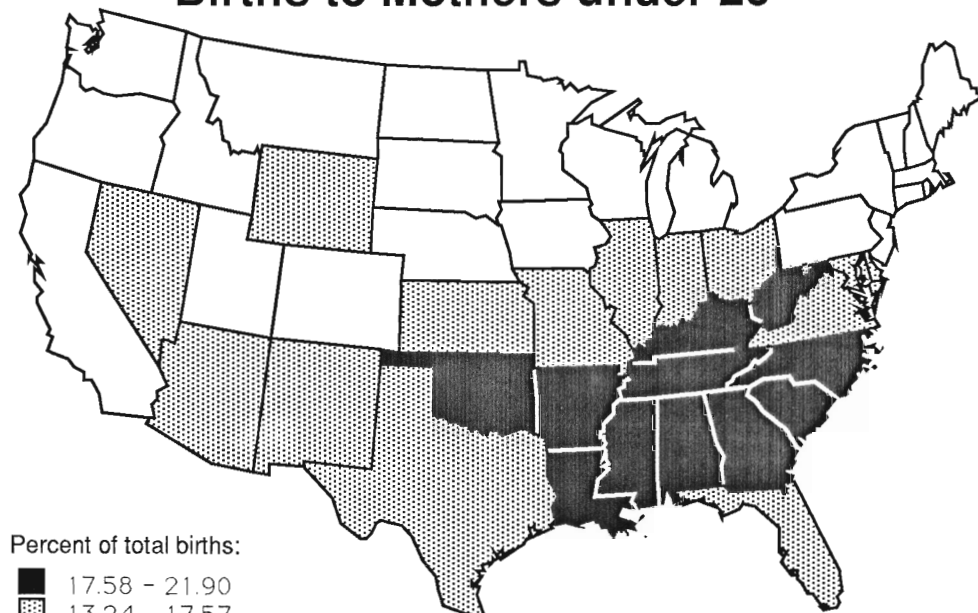 Births to Mothers under 20
Percent of total births:
17.58 - 21.90
13.24 - 17.57